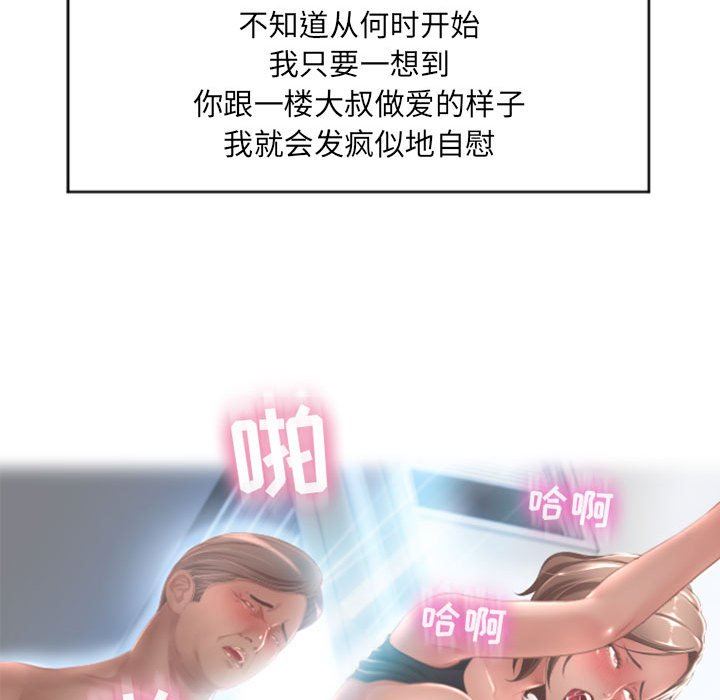 不知道从何时开始
我只要一想到
你跟一楼大叔做爱的样子
我就会发疯似地自慰
啪
哈啊
哈啊